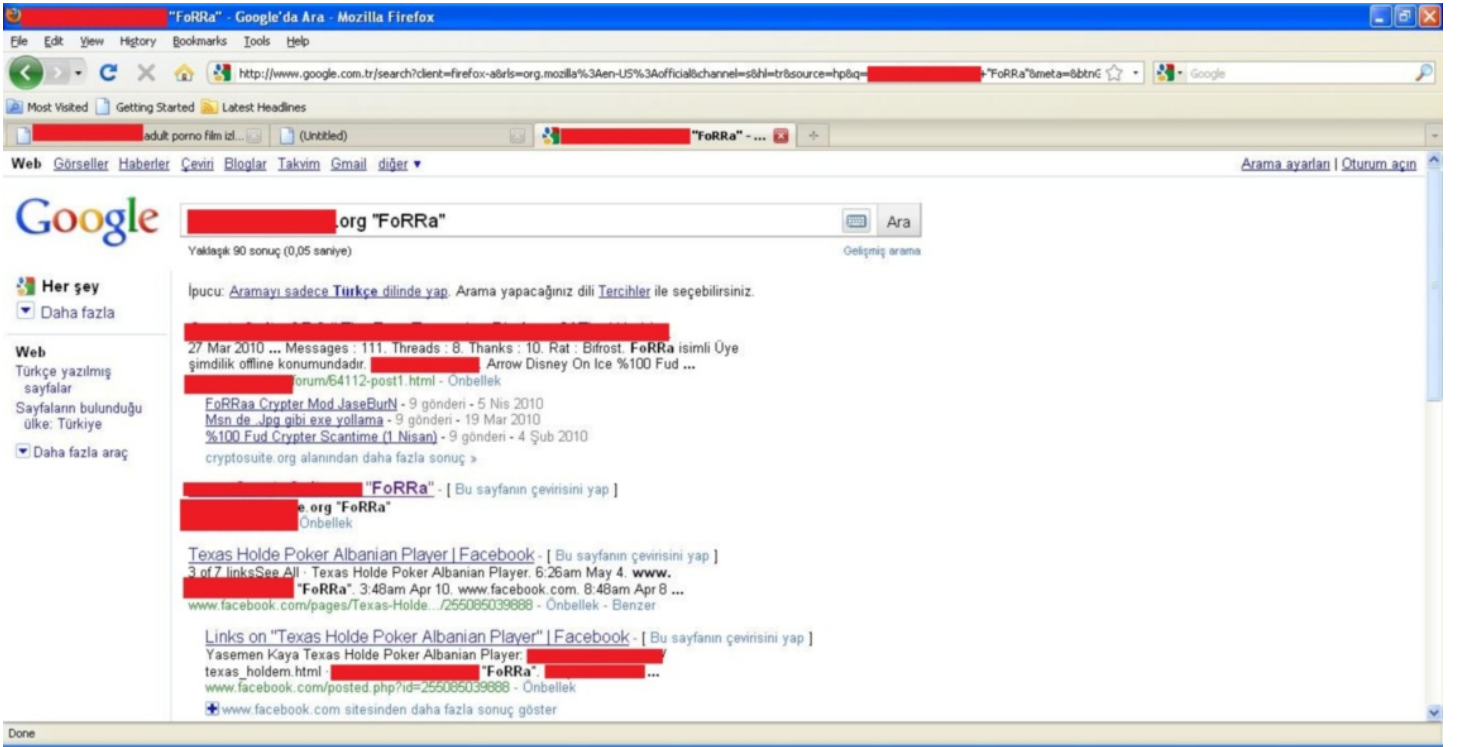 "FoRRa" - Google'da Ara - Mozilla Firefox
File Edit View History Bookmarks Tools Help
http://www.google.com.tr/search?client=firefox-a&rls=org.mozilla%3Aen-US%3Aofficial&channel=s&hl=tr&source=hp&q= +"FoRRa"&meta=&btnG Google
Most Visited Getting Started Latest Headlines
adult porno film izl... (Untitled) "FoRRa" - ...
Web Görseller Haberler Çeviri Bloglar Takvim Gmail diğer ▼ Arama ayarları | Oturum açın
Google .org "FoRRa" Ara
Yaklaşık 90 sonuç (0,05 saniye) Gelişmiş arama
Her şey
Daha fazla
Web
Türkçe yazılmış
sayfalar
Sayfaların bulunduğu
ülke: Türkiye
Daha fazla araç
İpucu: Aramayı sadece Türkçe dilinde yap. Arama yapacağınız dili Tercihler ile seçebilirsiniz.
27 Mar 2010 ... Messages : 111. Threads : 8. Thanks : 10. Rat : Bifrost. FoRRa isimli Üye
şimdilik offline konumundadır. Arrow Disney On Ice %100 Fud ...
forum/64112-post1.html - Önbellek
FoRRaa Crypter Mod JaseBurN - 9 gönderi - 5 Nis 2010
Msn de .Jpg gibi exe yollama - 9 gönderi - 19 Mar 2010
%100 Fud Crypter Scantime (1 Nisan) - 9 gönderi - 4 Şub 2010
cryptosuite.org alanından daha fazla sonuç »
"FoRRa" - [ Bu sayfanın çevirisini yap ]
e.org "FoRRa"
Önbellek
Texas Holde Poker Albanian Player | Facebook - [ Bu sayfanın çevirisini yap ]
3 of 7 linksSee All · Texas Holde Poker Albanian Player. 6:26am May 4. www.
"FoRRa". 3:48am Apr 10. www.facebook.com. 8:48am Apr 8 ...
www.facebook.com/pages/Texas-Holde.../255085039888 - Önbellek - Benzer
Links on "Texas Holde Poker Albanian Player" | Facebook - [ Bu sayfanın çevirisini yap ]
Yasemen Kaya Texas Holde Poker Albanian Player: /
texas_holdem.html · "FoRRa". ...
www.facebook.com/posted.php?id=255085039888 - Önbellek
www.facebook.com sitesinden daha fazla sonuç göster
Done